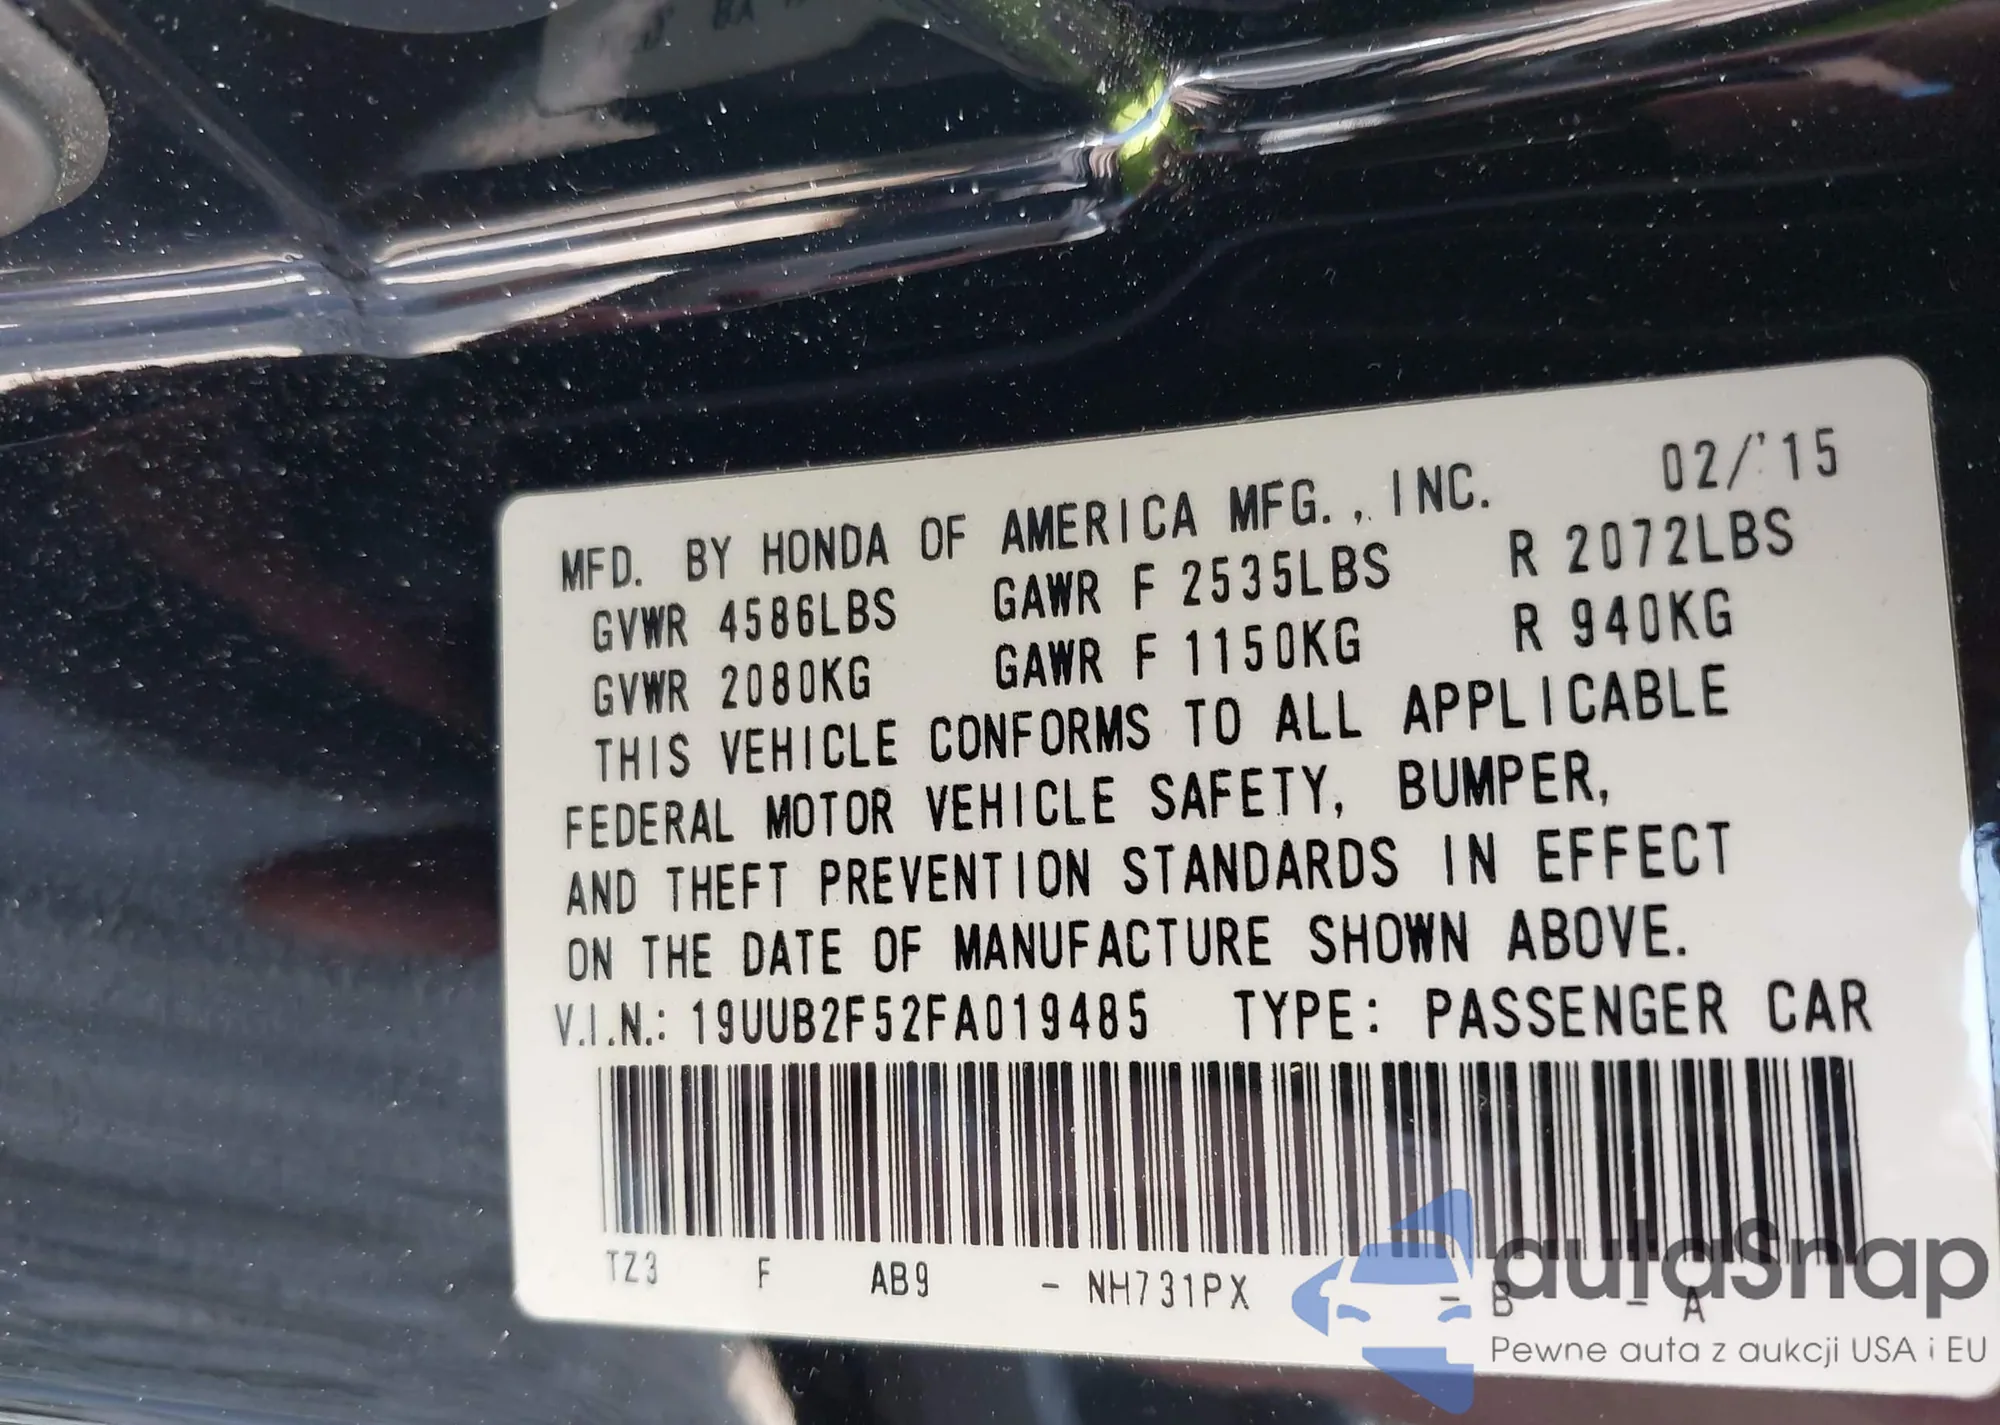 MFD. BY HONDA OF AMERICA MFG., INC. 02/'15
GVWR 4586LBS GAWR F 2535LBS R 2072LBS
GVWR 2080KG GAWR F 1150KG R 940KG
THIS VEHICLE CONFORMS TO ALL APPLICABLE
FEDERAL MOTOR VEHICLE SAFETY, BUMPER,
AND THEFT PREVENTION STANDARDS IN EFFECT
ON THE DATE OF MANUFACTURE SHOWN ABOVE.
V.I.N.: 19UUB2F52FA019485 TYPE: PASSENGER CAR
TZ3 F AB9 - NH731PX - B - A
autaSnap
Pewne auta z aukcji USA i EU